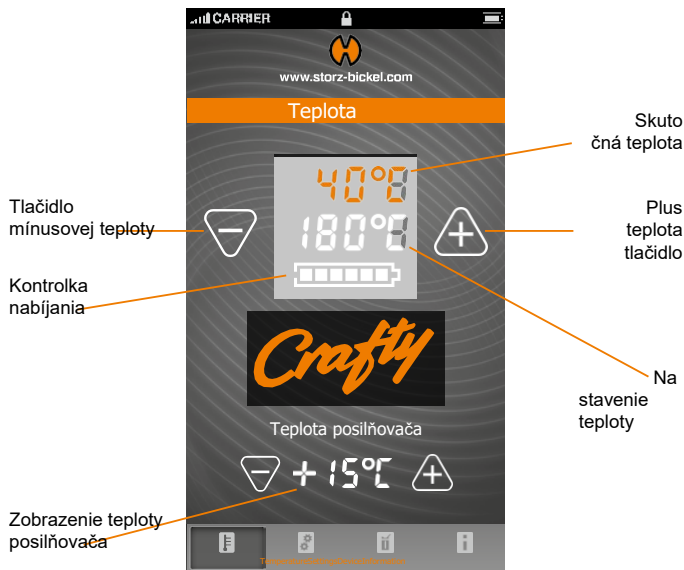 CARRIER
www.storz-bickel.com
Teplota
Skuto
čná teplota
40°C
Tlačidlo
mínusovej teploty
180°C
Plus
teplota
tlačidlo
Kontrolka
nabíjania
Crafty
Na
stavenie
teploty
Teplota posilňovača
+15°C
Zobrazenie teploty
posilňovača